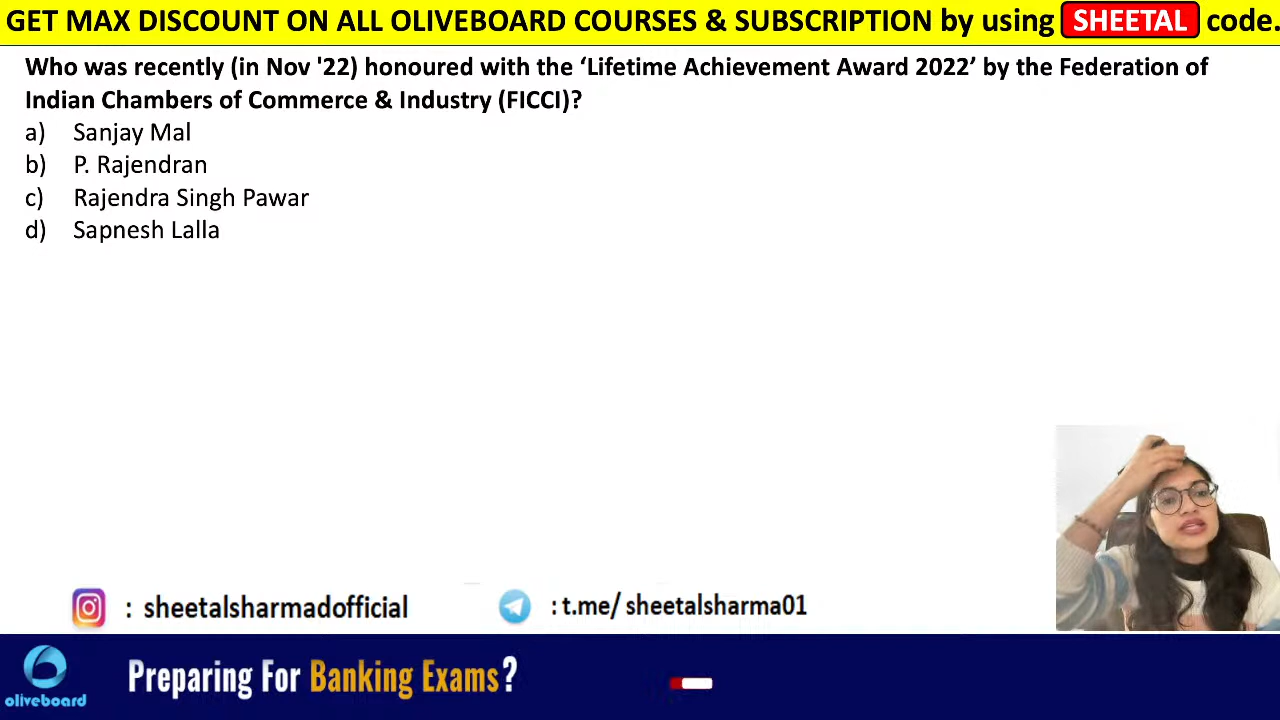 GET MAX DISCOUNT ON ALL OLIVEBOARD COURSES & SUBSCRIPTION by using SHEETAL code.
Who was recently (in Nov '22) honoured with the ‘Lifetime Achievement Award 2022’ by the Federation of
Indian Chambers of Commerce & Industry (FICCI)?
a) Sanjay Mal
b) P. Rajendran
c) Rajendra Singh Pawar
d) Sapnesh Lalla
: sheetalsharmadofficial
: t.me/ sheetalsharma01
Preparing For Banking Exams?
oliveboard